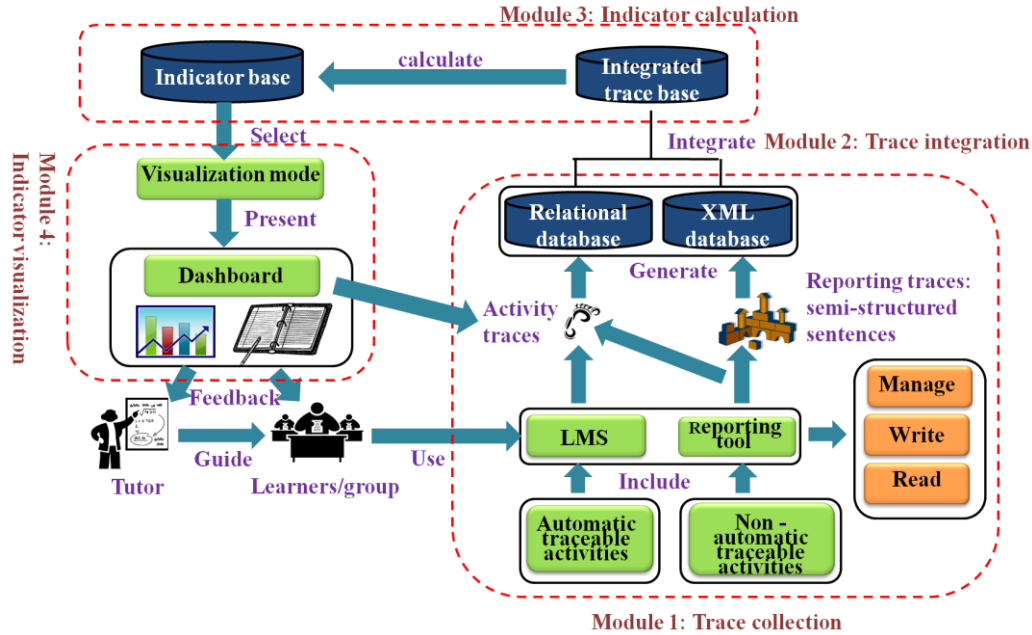 Module 3: Indicator calculation
Indicator base
calculate
Integrated
trace base
Select
Integrate
Module 2: Trace integration
Module 4:
Indicator visualization
Visualization mode
Present
Dashboard
Relational
database
XML
database
Generate
Activity
traces
Reporting traces:
semi-structured
sentences
Feedback
Tutor
Guide
Learners/group
Use
LMS
Reporting
tool
Manage
Write
Read
Include
Automatic
traceable
activities
Non -
automatic
traceable
activities
Module 1: Trace collection